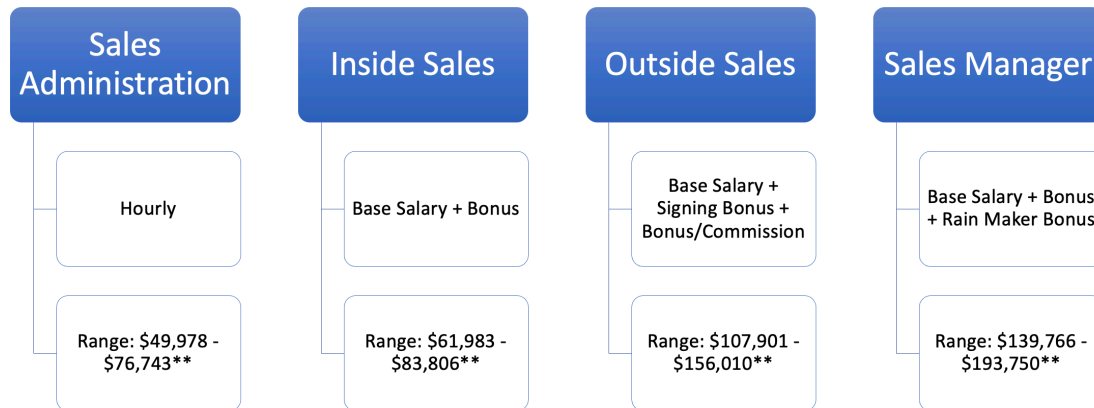 Sales
Administration
Hourly
Range: $49,978 -
$76,743**
Inside Sales
Base Salary + Bonus
Range: $61,983 -
$83,806**
Outside Sales
Base Salary +
Signing Bonus +
Bonus/Commission
Range: $107,901 -
$156,010**
Sales Manager
Base Salary + Bonus
+ Rain Maker Bonus
Range: $139,766 -
$193,750**